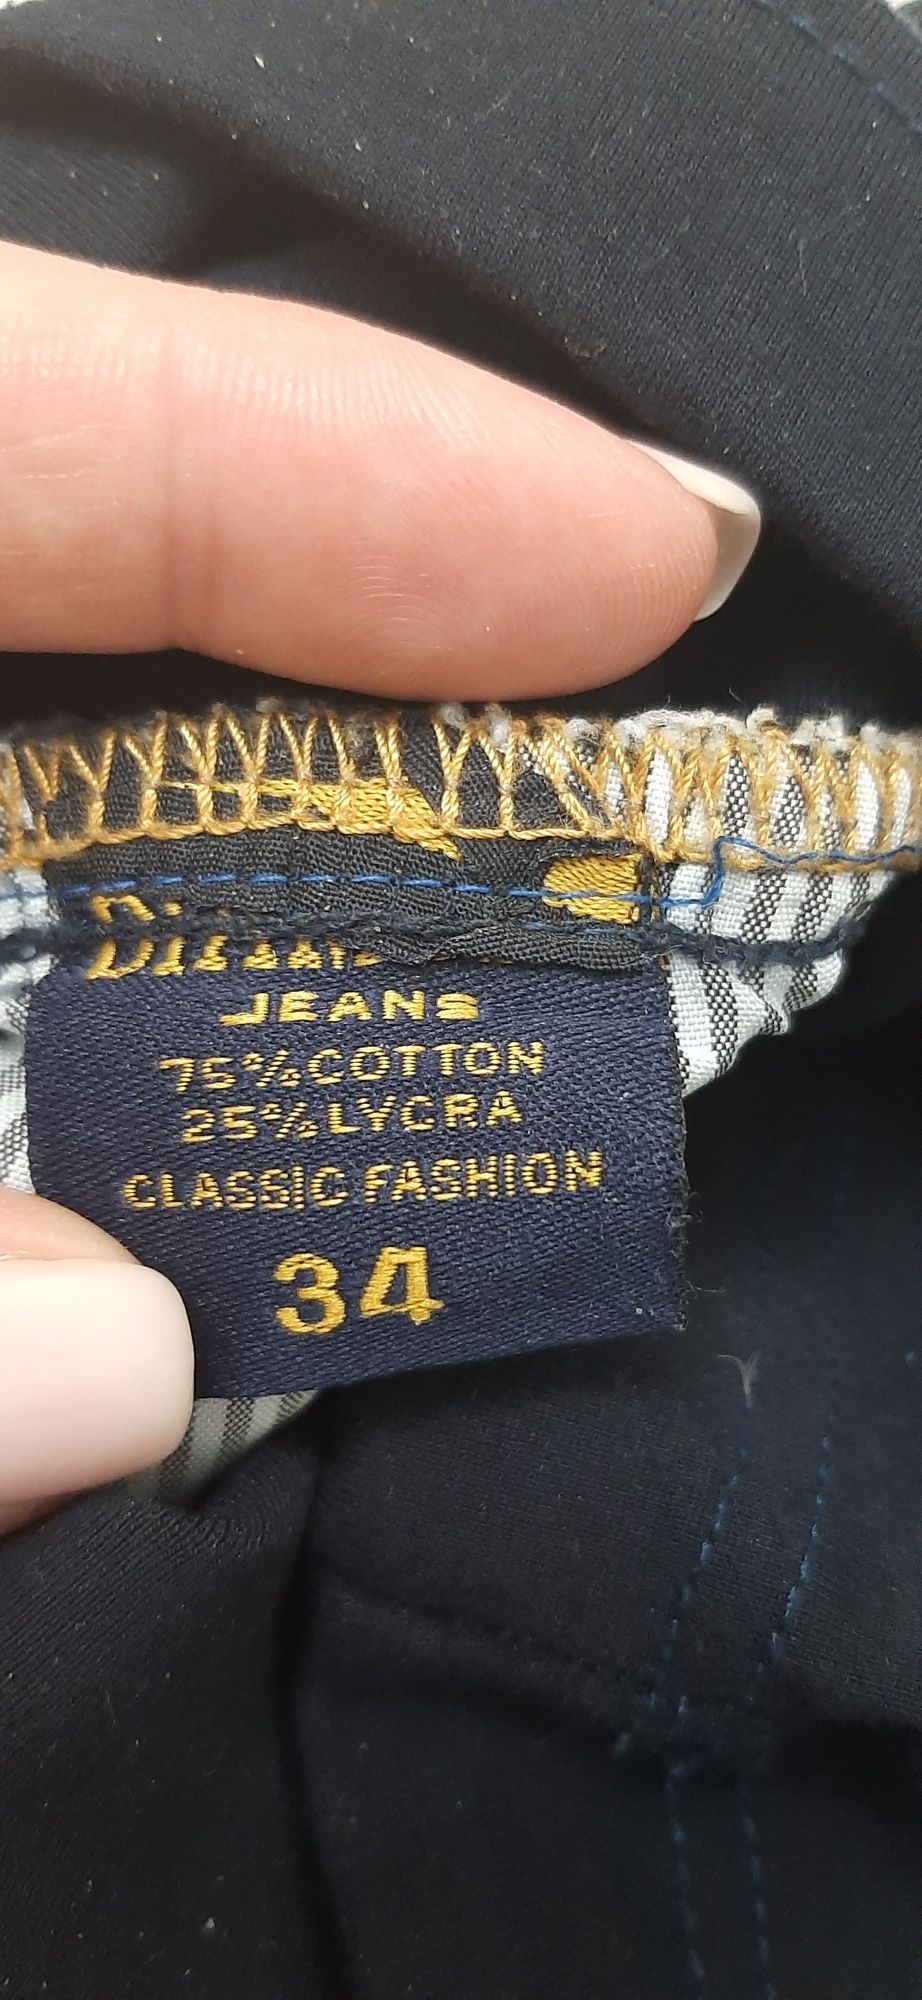 JEANS
75%COTTON
25%LYCRA
CLASSIC FASHION
34